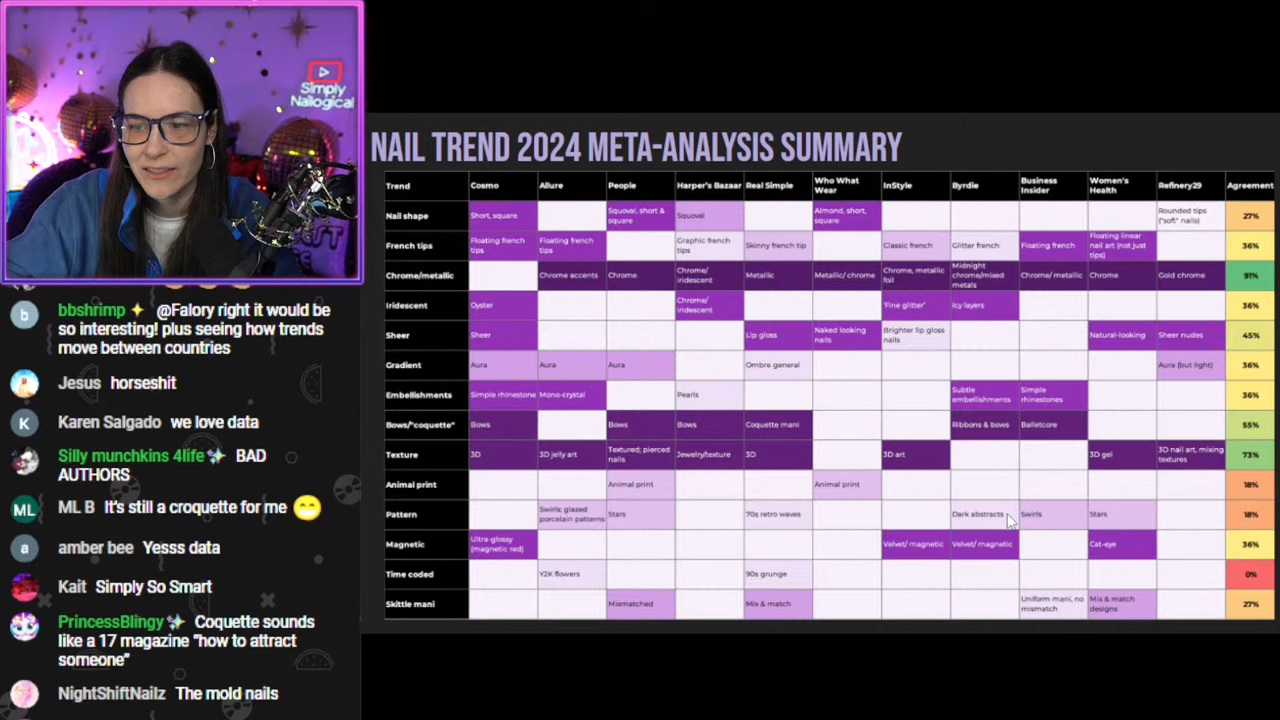 Simply
Nailogical
bbshrimp @Falory right it would be
so interesting! plus seeing how trends
move between countries
Jesus horseshit
Karen Salgado we love data
Silly munchkins 4life BAD
AUTHORS
ML B It's still a croquette for me
amber bee Yesss data
Kait Simply So Smart
PrincessBlingy Coquette sounds
like a 17 magazine "how to attract
someone"
NightShiftNailz The mold nails
NAIL TREND 2024 META-ANALYSIS SUMMARY
Trend Cosmo Allure People Harper's Bazaar Real Simple Who What Wear InStyle Byrdie Business Insider Women's Health Refinery29 Agreement
Nail shape Short, square Squoval, short & square Squoval Almond, short, square Rounded tips ("soft" nails) 27%
French tips Floating french tips Floating french tips Graphic french tips Skinny french tip Classic french Glitter french Floating french Floating linear nail art (not just tips) 36%
Chrome/metallic Chrome accents Chrome Chrome/ iridescent Metallic Metallic/ chrome Chrome, metallic foil Midnight chrome/mixed metals Chrome/ metallic Chrome Gold chrome 91%
Iridescent Oyster Chrome/ iridescent 'Fine glitter' Icy layers 36%
Sheer Sheer Lip gloss Naked looking nails Brighter lip gloss nails Natural-looking Sheer nudes 45%
Gradient Aura Aura Aura Ombre general Aura (but light) 36%
Embellishments Simple rhinestone Mono-crystal Pearls Subtle embellishments Simple rhinestones 36%
Bows/"coquette" Bows Bows Bows Coquette mani Ribbons & bows Balletcore 55%
Texture 3D 3D jelly art Textured; pierced nails Jewelry/texture 3D 3D art 3D gel 3D nail art, mixing textures 73%
Animal print Animal print Animal print 18%
Pattern Swirls; glazed porcelain patterns Stars 70s retro waves Dark abstracts Swirls Stars 18%
Magnetic Ultra-glossy (magnetic red) Velvet/ magnetic Velvet/ magnetic Cat-eye 36%
Time coded Y2K flowers 90s grunge 0%
Skittle mani Mismatched Mix & match Uniform mani, no mismatch Mix & match designs 27%